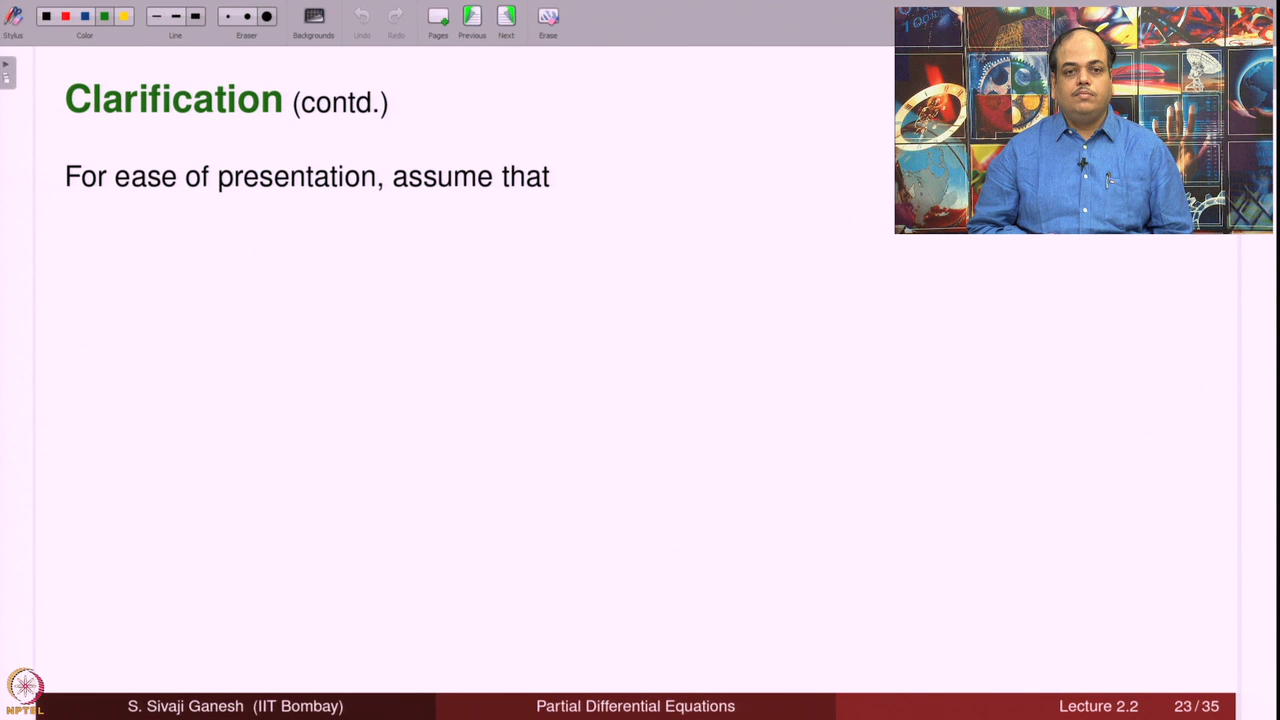 Stylus
Color
Line
Eraser
Backgrounds
Undo
Redo
Pages
Previous
Next
Erase
Clarification (contd.)
For ease of presentation, assume that
NPTEL
S. Sivaji Ganesh (IIT Bombay)
Partial Differential Equations
Lecture 2.2
23/35